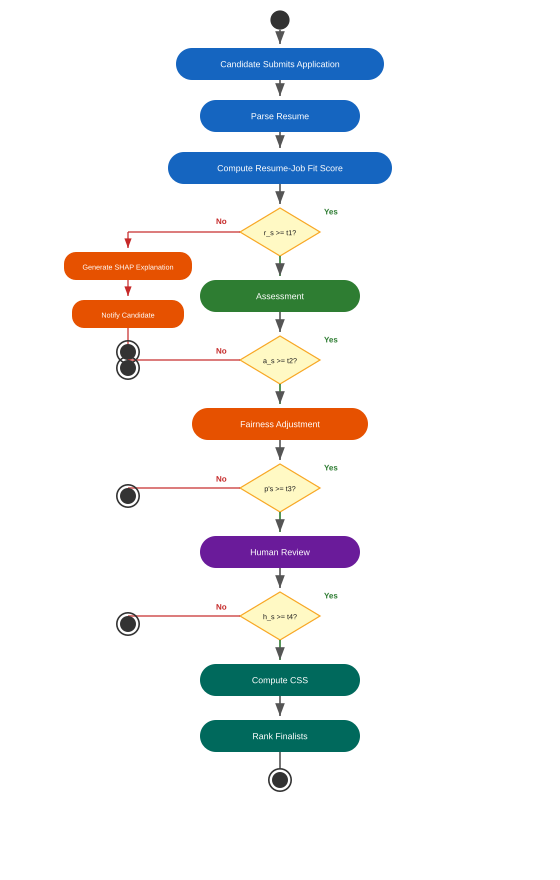 Candidate Submits Application
Parse Resume
Compute Resume-Job Fit Score
No
r_s >= t1?
Yes
Generate SHAP Explanation
Notify Candidate
Assessment
No
a_s >= t2?
Yes
Fairness Adjustment
No
p's >= t3?
Yes
Human Review
No
h_s >= t4?
Yes
Compute CSS
Rank Finalists